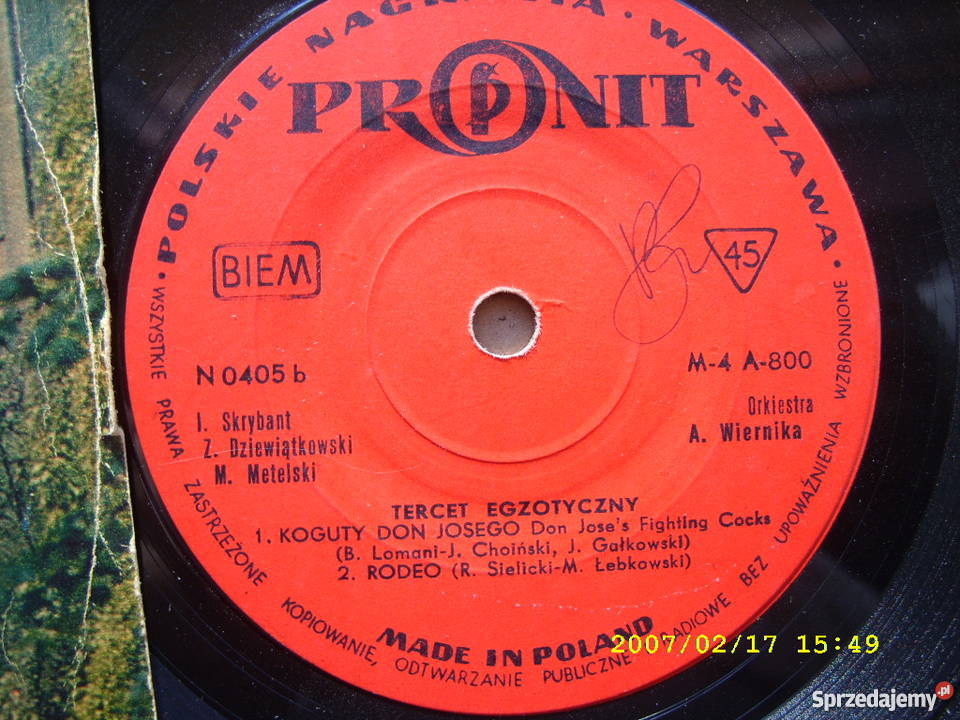 • POLSKIE NAGRANIA • WARSZAWA •
PRONIT
BIEM
45
N 0405 b
M-4 A-800
I. Skrybant
Z. Dziewiątkowski
M. Metelski
Orkiestra
A. Wiernika
TERCET EGZOTYCZNY
1. KOGUTY DON JOSEGO Don Jose's Fighting Cocks
(B. Lomani-J. Choiński, J. Gałkowski)
2. RODEO (R. Sielicki-M. Łebkowski)
MADE IN POLAND
WSZYSTKIE PRAWA ZASTRZEŻONE KOPIOWANIE, ODTWARZANIE PUBLICZNE RADIOWE BEZ UPOWAŻNIENIA WZBRONIONE
2007/02/17 15:49
Sprzedajemy.pl